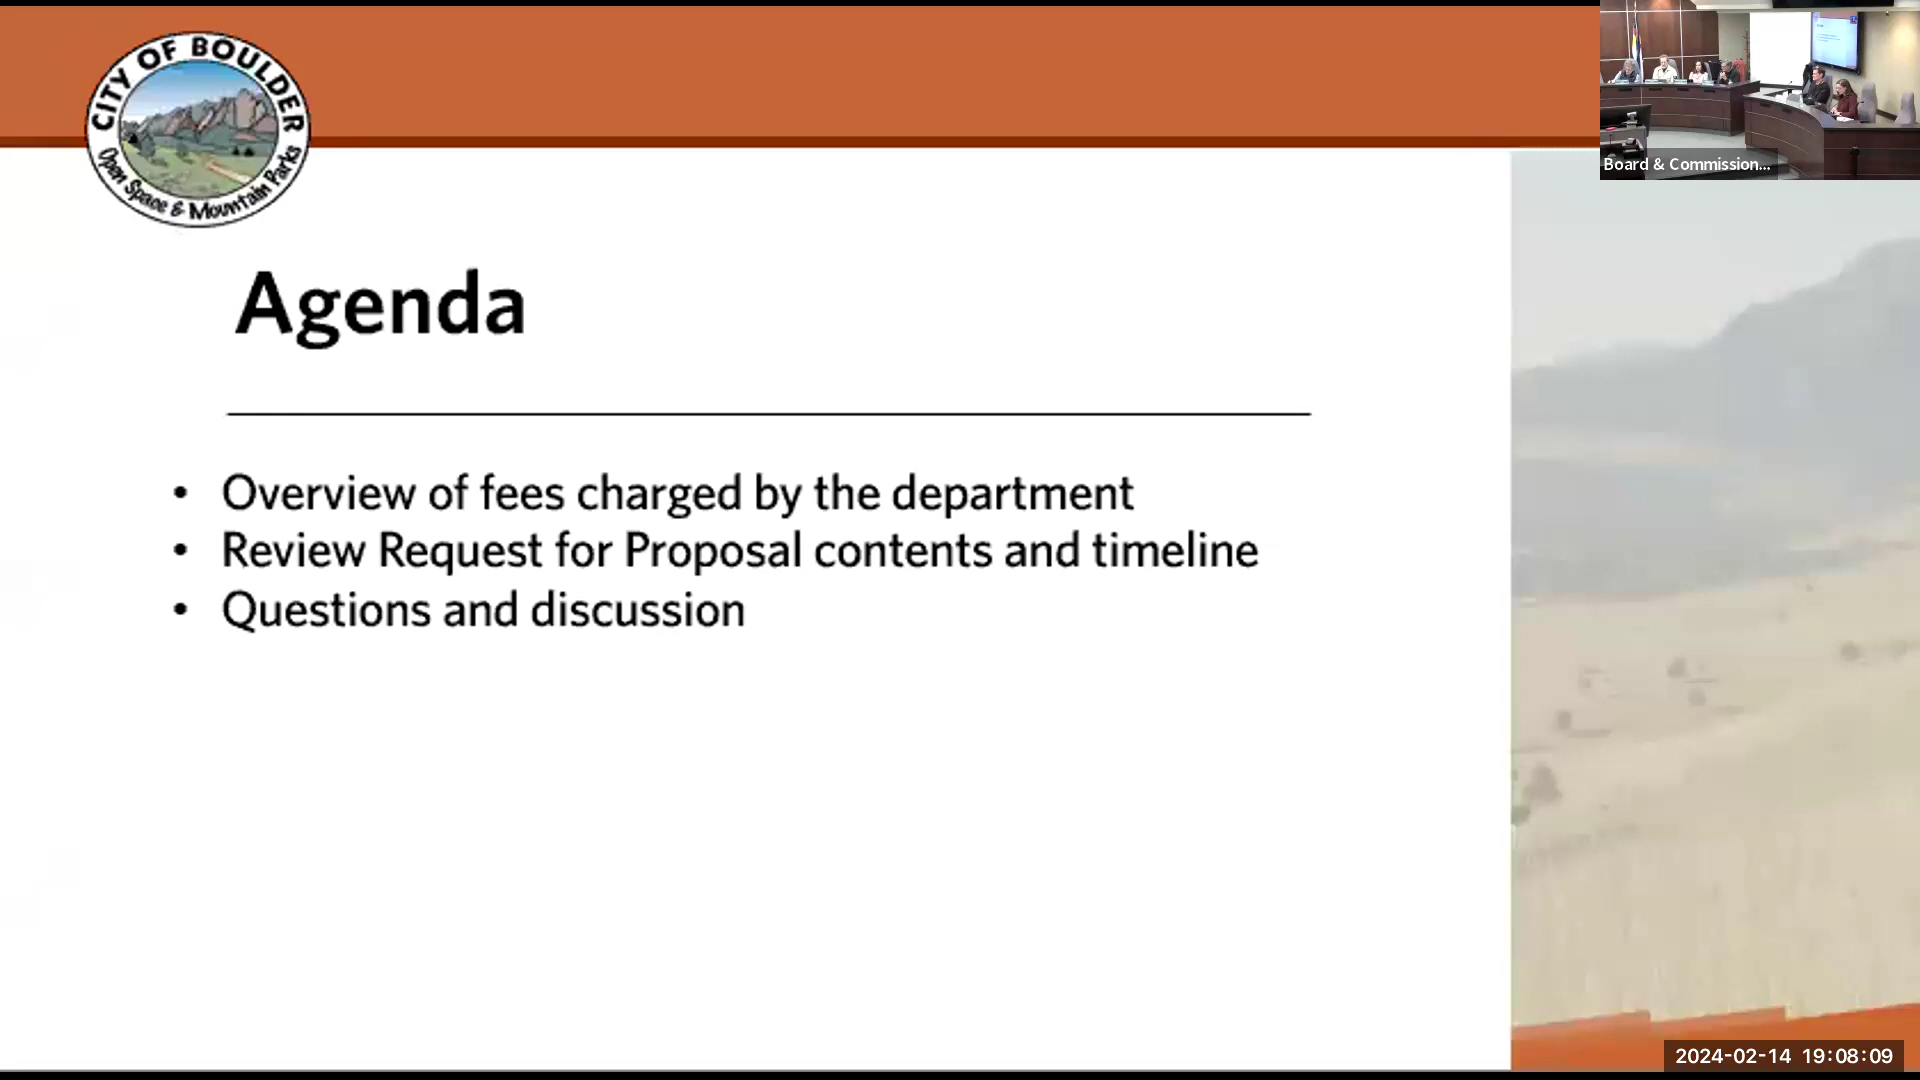 CITY OF BOULDER
Open Space & Mountain Parks
Board & Commission...
Agenda
• Overview of fees charged by the department
• Review Request for Proposal contents and timeline
• Questions and discussion
2024-02-14 19:08:09